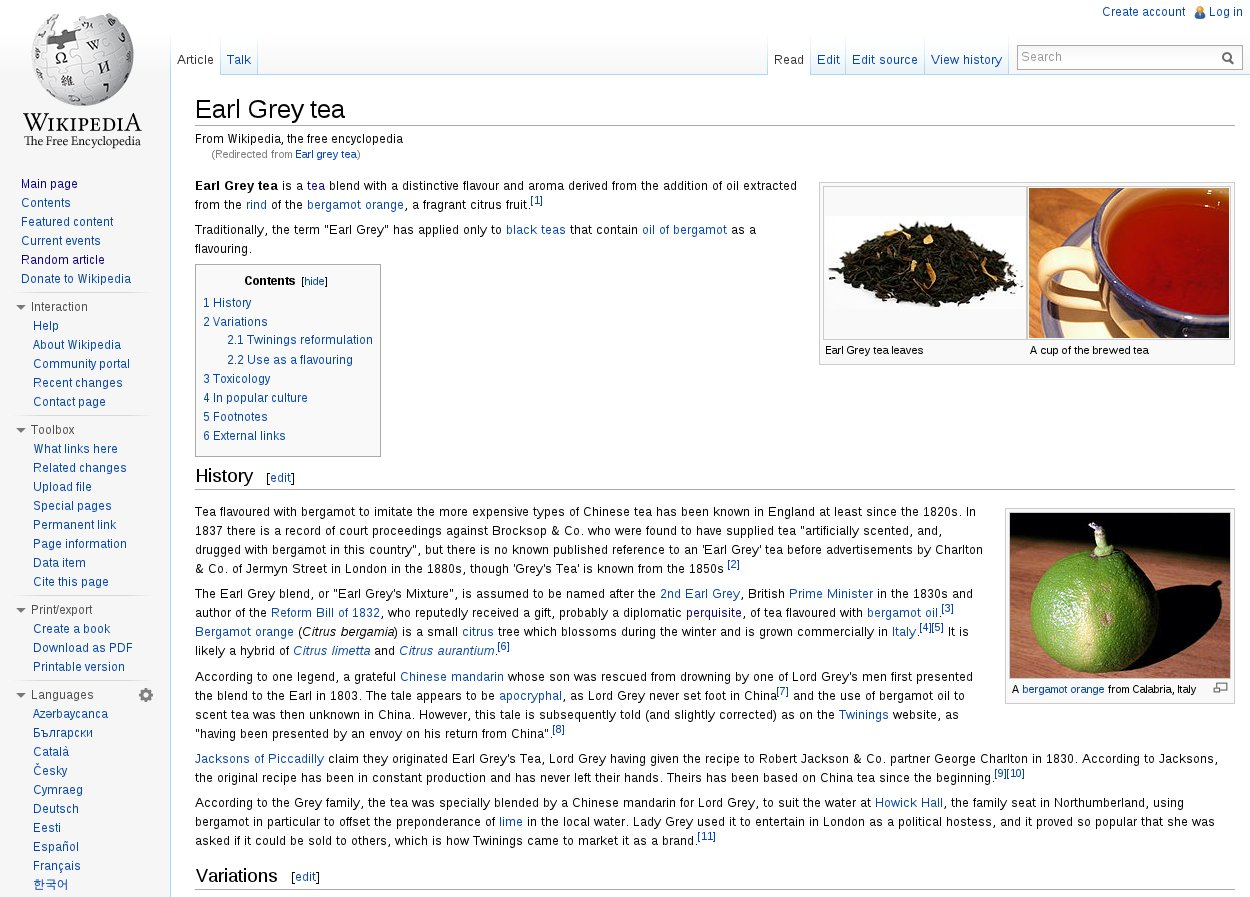 Create account Log in
WIKIPEDIA
The Free Encyclopedia
Article Talk Read Edit Edit source View history Search
Main page
Contents
Featured content
Current events
Random article
Donate to Wikipedia
Interaction
Help
About Wikipedia
Community portal
Recent changes
Contact page
Toolbox
What links here
Related changes
Upload file
Special pages
Permanent link
Page information
Data item
Cite this page
Print/export
Create a book
Download as PDF
Printable version
Languages
Azərbaycanca
Български
Català
Česky
Cymraeg
Deutsch
Eesti
Español
Français
한국어
Earl Grey tea
From Wikipedia, the free encyclopedia
(Redirected from Earl grey tea)
Earl Grey tea is a tea blend with a distinctive flavour and aroma derived from the addition of oil extracted
from the rind of the bergamot orange, a fragrant citrus fruit.[1]
Traditionally, the term "Earl Grey" has applied only to black teas that contain oil of bergamot as a
flavouring.
Earl Grey tea leaves
A cup of the brewed tea
Contents [hide]
1 History
2 Variations
2.1 Twinings reformulation
2.2 Use as a flavouring
3 Toxicology
4 In popular culture
5 Footnotes
6 External links
History [edit]
Tea flavoured with bergamot to imitate the more expensive types of Chinese tea has been known in England at least since the 1820s. In
1837 there is a record of court proceedings against Brocksop & Co. who were found to have supplied tea "artificially scented, and,
drugged with bergamot in this country", but there is no known published reference to an 'Earl Grey' tea before advertisements by Charlton
& Co. of Jermyn Street in London in the 1880s, though 'Grey's Tea' is known from the 1850s [2]
The Earl Grey blend, or "Earl Grey's Mixture", is assumed to be named after the 2nd Earl Grey, British Prime Minister in the 1830s and
author of the Reform Bill of 1832, who reputedly received a gift, probably a diplomatic perquisite, of tea flavoured with bergamot oil.[3]
Bergamot orange (Citrus bergamia) is a small citrus tree which blossoms during the winter and is grown commercially in Italy.[4][5] It is
likely a hybrid of Citrus limetta and Citrus aurantium.[6]
According to one legend, a grateful Chinese mandarin whose son was rescued from drowning by one of Lord Grey's men first presented
the blend to the Earl in 1803. The tale appears to be apocryphal, as Lord Grey never set foot in China[7] and the use of bergamot oil to
scent tea was then unknown in China. However, this tale is subsequently told (and slightly corrected) as on the Twinings website, as
"having been presented by an envoy on his return from China".[8]
A bergamot orange from Calabria, Italy
Jacksons of Piccadilly claim they originated Earl Grey's Tea, Lord Grey having given the recipe to Robert Jackson & Co. partner George Charlton in 1830. According to Jacksons,
the original recipe has been in constant production and has never left their hands. Theirs has been based on China tea since the beginning.[9][10]
According to the Grey family, the tea was specially blended by a Chinese mandarin for Lord Grey, to suit the water at Howick Hall, the family seat in Northumberland, using
bergamot in particular to offset the preponderance of lime in the local water. Lady Grey used it to entertain in London as a political hostess, and it proved so popular that she was
asked if it could be sold to others, which is how Twinings came to market it as a brand.[11]
Variations [edit]